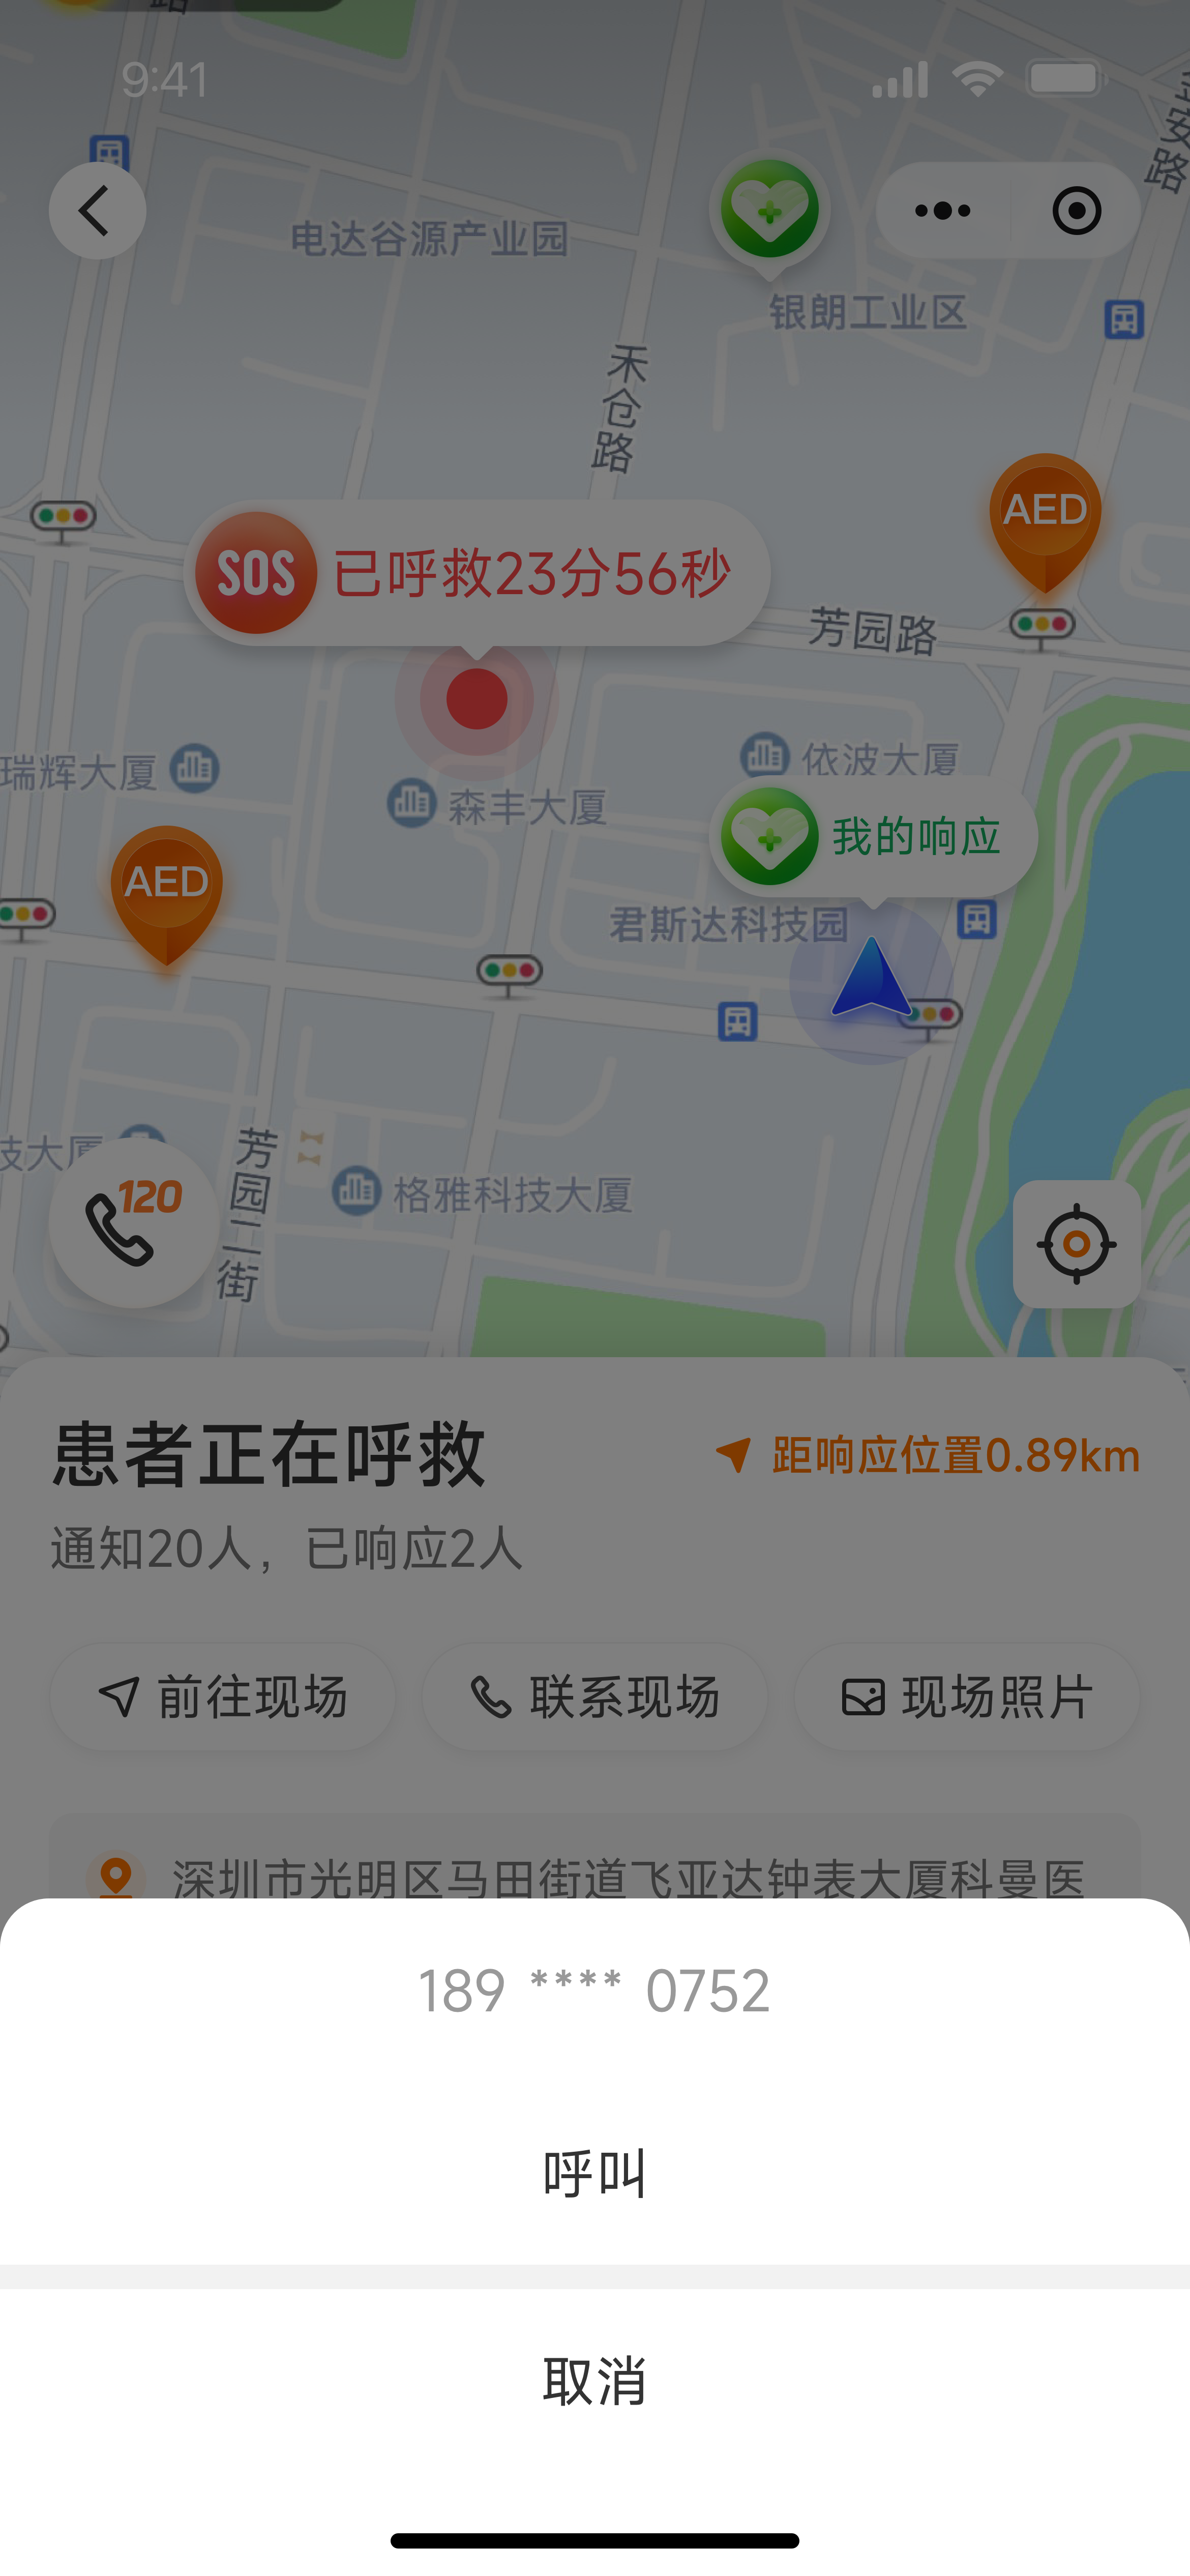 路
9:41
安路
电达谷源产业园
银朗工业区
禾仓路
AED
SOS 已呼救23分56秒
芳园路
瑞辉大厦
依波大厦
森丰大厦
我的响应
AED
君斯达科技园
技大厦
120
芳园二街
格雅科技大厦
患者正在呼救
距响应位置0.89km
通知20人，已响应2人
前往现场
联系现场
现场照片
深圳市光明区马田街道飞亚达钟表大厦科曼医
189 **** 0752
呼叫
取消